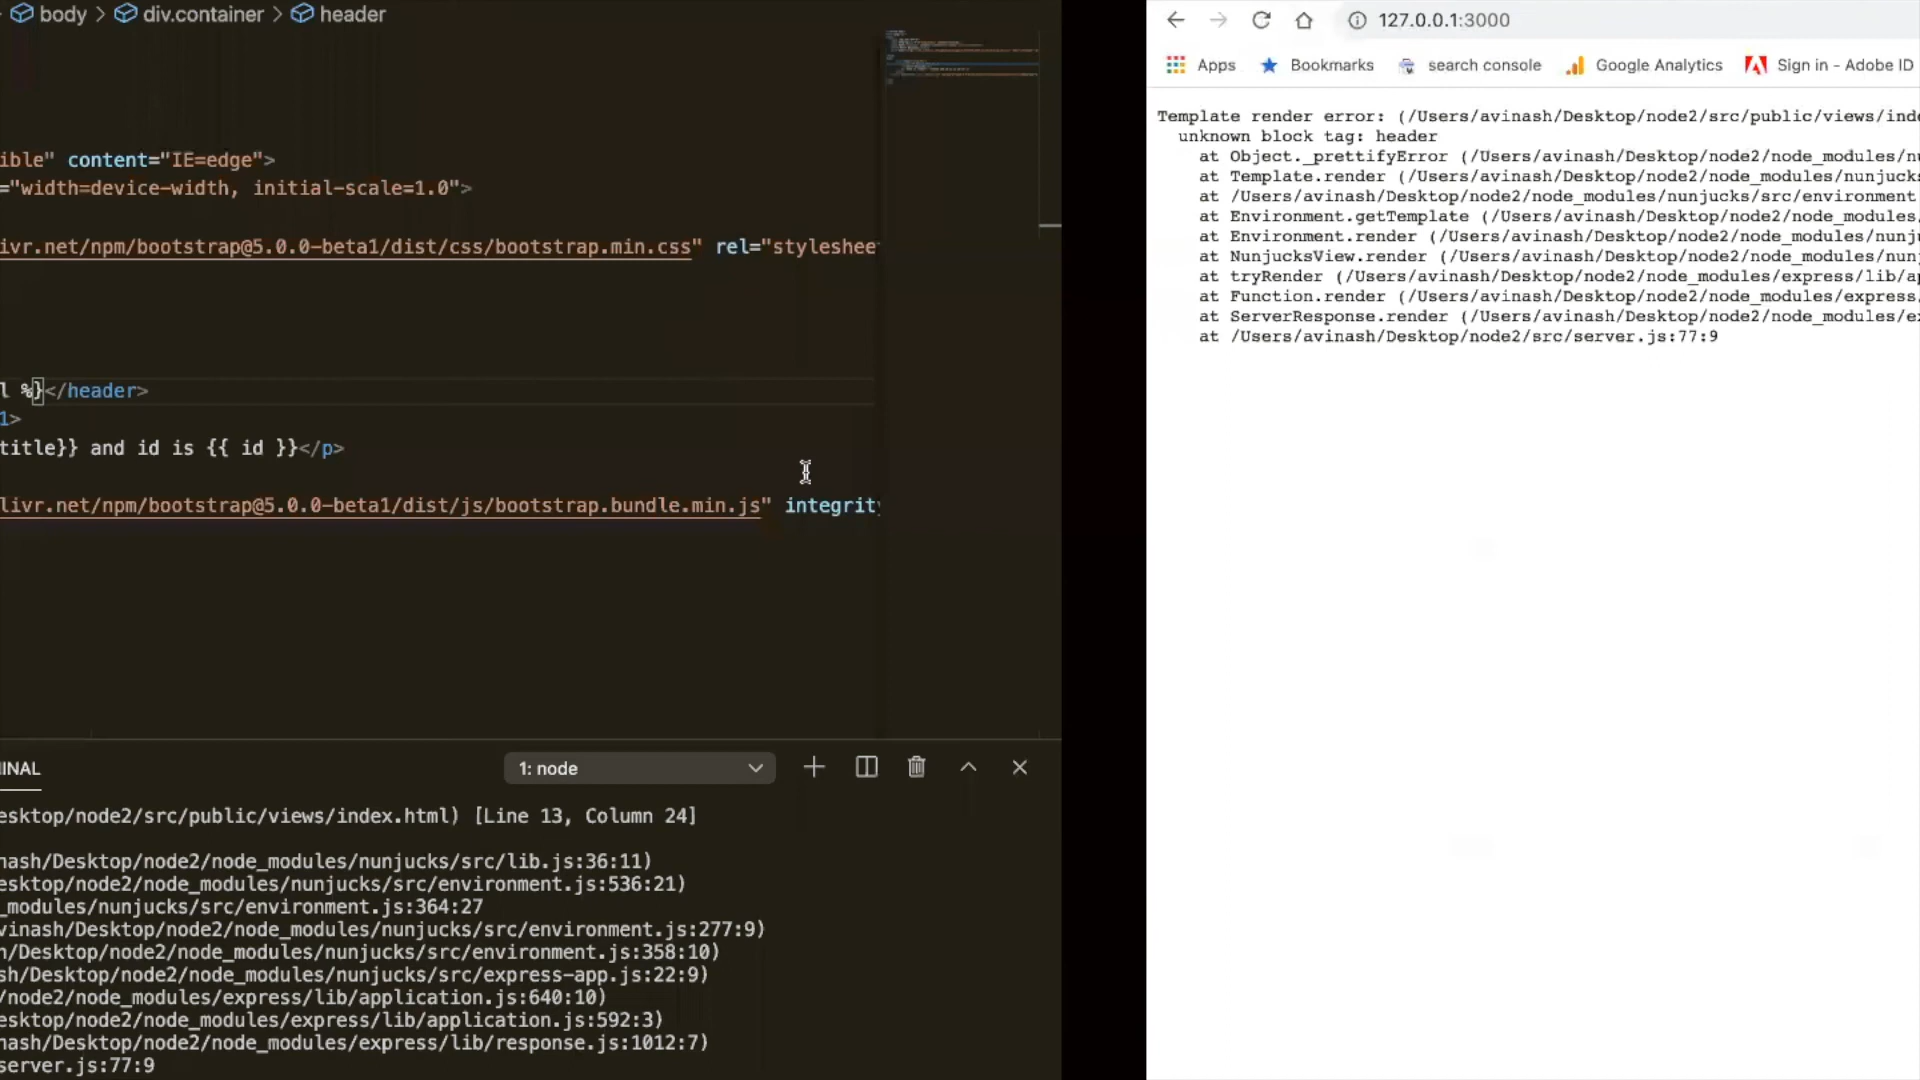 body > div.container > header
ible" content="IE=edge">
="width=device-width, initial-scale=1.0">
ivr.net/npm/bootstrap@5.0.0-beta1/dist/css/bootstrap.min.css" rel="styleshee
l %}</header>
1>
title}} and id is {{ id }}</p>
livr.net/npm/bootstrap@5.0.0-beta1/dist/js/bootstrap.bundle.min.js" integrity
INAL
1: node
esktop/node2/src/public/views/index.html) [Line 13, Column 24]
nash/Desktop/node2/node_modules/nunjucks/src/lib.js:36:11)
esktop/node2/node_modules/nunjucks/src/environment.js:536:21)
_modules/nunjucks/src/environment.js:364:27
vinash/Desktop/node2/node_modules/nunjucks/src/environment.js:277:9)
h/Desktop/node2/node_modules/nunjucks/src/environment.js:358:10)
sh/Desktop/node2/node_modules/nunjucks/src/express-app.js:22:9)
/node2/node_modules/express/lib/application.js:640:10)
esktop/node2/node_modules/express/lib/application.js:592:3)
nash/Desktop/node2/node_modules/express/lib/response.js:1012:7)
server.js:77:9
127.0.0.1:3000
Apps Bookmarks search console Google Analytics Sign in - Adobe ID
Template render error: (/Users/avinash/Desktop/node2/src/public/views/inde
unknown block tag: header
at Object._prettifyError (/Users/avinash/Desktop/node2/node_modules/nu
at Template.render (/Users/avinash/Desktop/node2/node_modules/nunjucks
at /Users/avinash/Desktop/node2/node_modules/nunjucks/src/environment
at Environment.getTemplate (/Users/avinash/Desktop/node2/node_modules/
at Environment.render (/Users/avinash/Desktop/node2/node_modules/nunju
at NunjucksView.render (/Users/avinash/Desktop/node2/node_modules/nun
at tryRender (/Users/avinash/Desktop/node2/node_modules/express/lib/ap
at Function.render (/Users/avinash/Desktop/node2/node_modules/express
at ServerResponse.render (/Users/avinash/Desktop/node2/node_modules/ex
at /Users/avinash/Desktop/node2/src/server.js:77:9